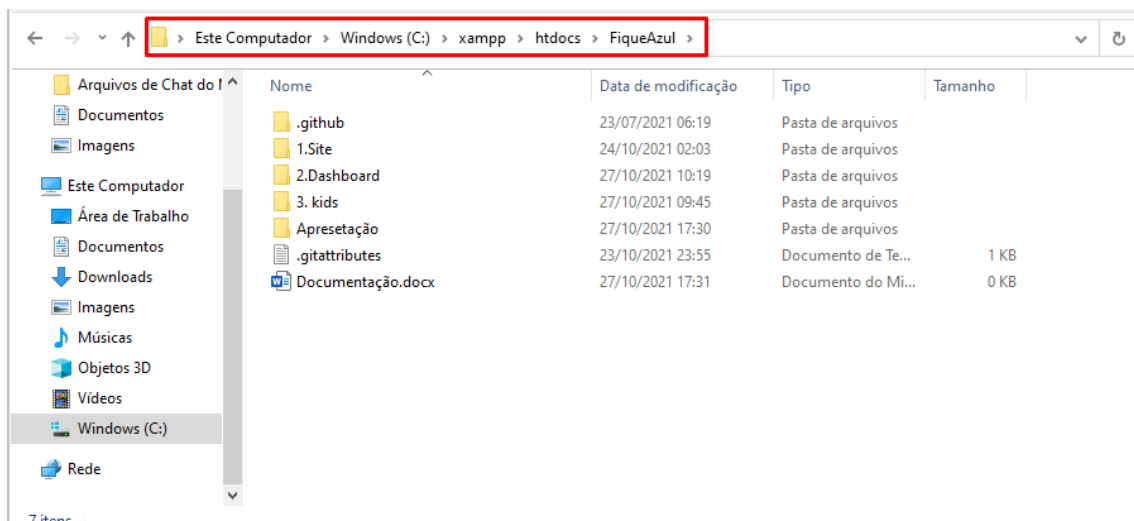 Este Computador > Windows (C:) > xampp > htdocs > FiqueAzul >
Arquivos de Chat do
Documentos
Imagens
Este Computador
Área de Trabalho
Documentos
Downloads
Imagens
Músicas
Objetos 3D
Vídeos
Windows (C:)
Rede
Nome Data de modificação Tipo Tamanho
.github 23/07/2021 06:19 Pasta de arquivos
1.Site 24/10/2021 02:03 Pasta de arquivos
2.Dashboard 27/10/2021 10:19 Pasta de arquivos
3. kids 27/10/2021 09:45 Pasta de arquivos
Apresetação 27/10/2021 17:30 Pasta de arquivos
.gitattributes 23/10/2021 23:55 Documento de Te... 1 KB
Documentação.docx 27/10/2021 17:31 Documento do Mi... 0 KB
7 itens